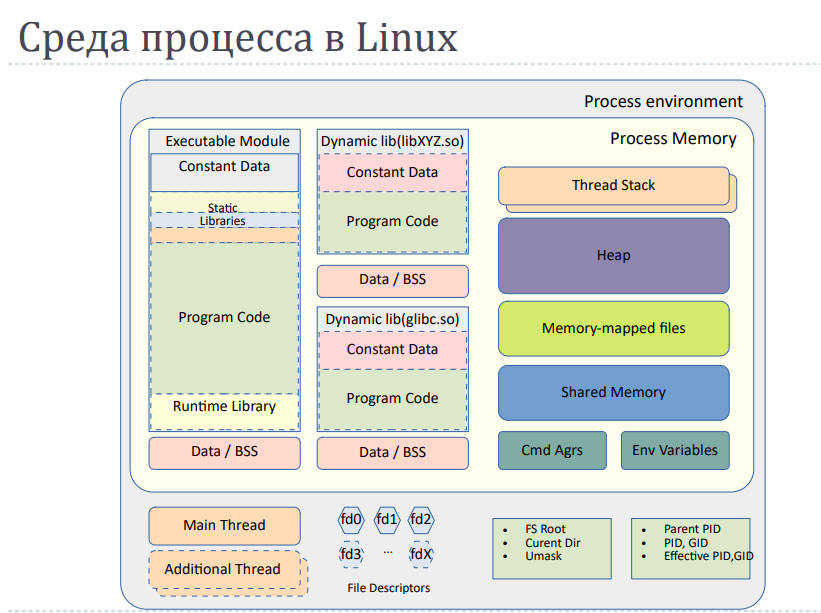 Среда процесса в Linux
Process environment
Process Memory
Executable Module
Constant Data
Static
Libraries
Program Code
Runtime Library
Data / BSS
Dynamic lib(libXYZ.so)
Constant Data
Program Code
Data / BSS
Dynamic lib(glibc.so)
Constant Data
Program Code
Data / BSS
Thread Stack
Heap
Memory-mapped files
Shared Memory
Cmd Agrs
Env Variables
Main Thread
Additional Thread
fd0 fd1 fd2
fd3 ... fdX
File Descriptors
• FS Root
• Curent Dir
• Umask
• Parent PID
• PID, GID
• Effective PID,GID